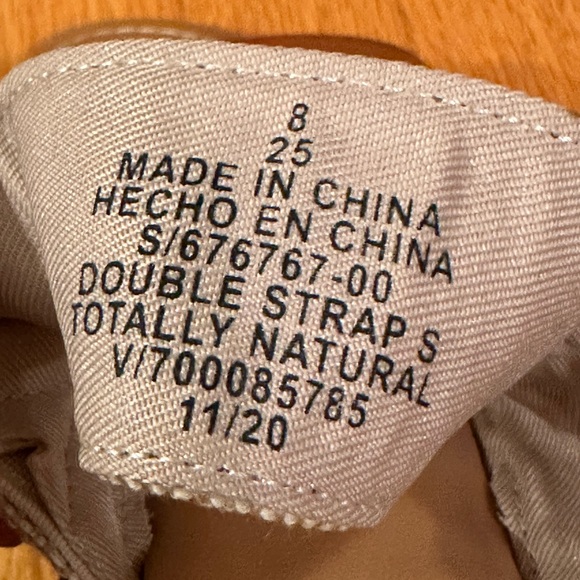 8
25
MADE IN CHINA
HECHO EN CHINA
S/676767-00
DOUBLE STRAP S
TOTALLY NATURAL
V/700085785
11/20